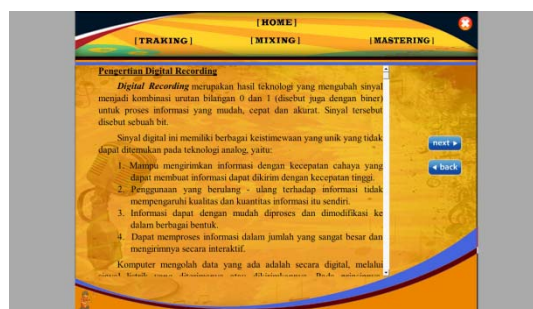 [HOME]
[TRAKING] [MIXING] [MASTERING]
Pengertian Digital Recording
Digital Recording merupakan hasil teknologi yang mengubah sinyal
menjadi kombinasi urutan bilangan 0 dan 1 (disebut juga dengan biner)
untuk proses informasi yang mudah, cepat dan akurat. Sinyal tersebut
disebut sebuah bit.
Sinyal digital ini memiliki berbagai keistimewaan yang unik yang tidak
dapat ditemukan pada teknologi analog, yaitu:
1. Mampu mengirimkan informasi dengan kecepatan cahaya yang
dapat membuat informasi dapat dikirim dengan kecepatan tinggi.
2. Penggunaan yang berulang - ulang terhadap informasi tidak
mempengaruhi kualitas dan kuantitas informasi itu sendiri.
3. Informasi dapat dengan mudah diproses dan dimodifikasi ke
dalam berbagai bentuk.
4. Dapat memproses informasi dalam jumlah yang sangat besar dan
mengirimnya secara interaktif.
Komputer mengolah data yang ada adalah secara digital, melalui
next
back